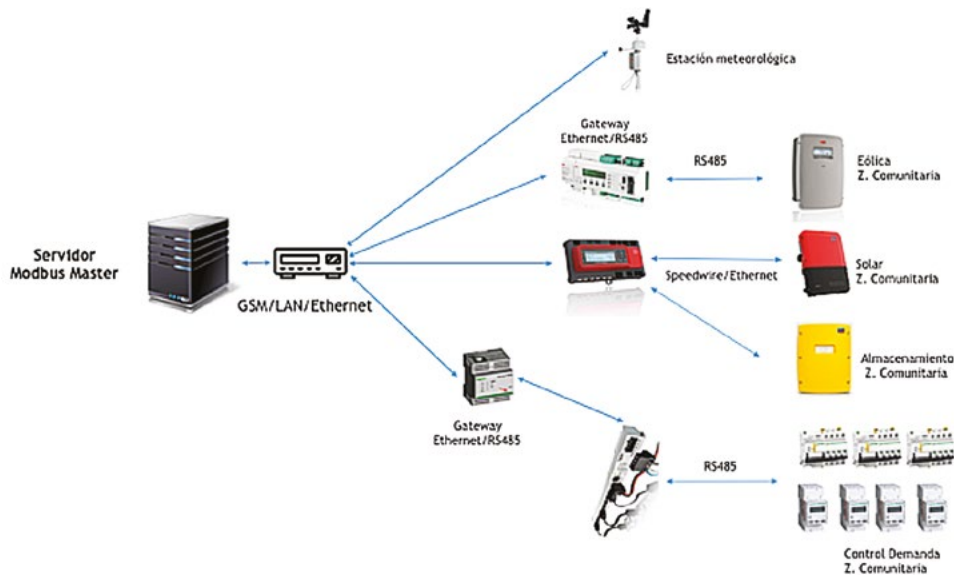 Estación meteorológica
Gateway
Ethernet/RS485
RS485
Eólica
Z. Comunitaria
Servidor
Modbus Master
GSM/LAN/Ethernet
Speedwire/Ethernet
Solar
Z. Comunitaria
Almacenamiento
Z. Comunitaria
Gateway
Ethernet/RS485
RS485
Control Demanda
Z. Comunitaria